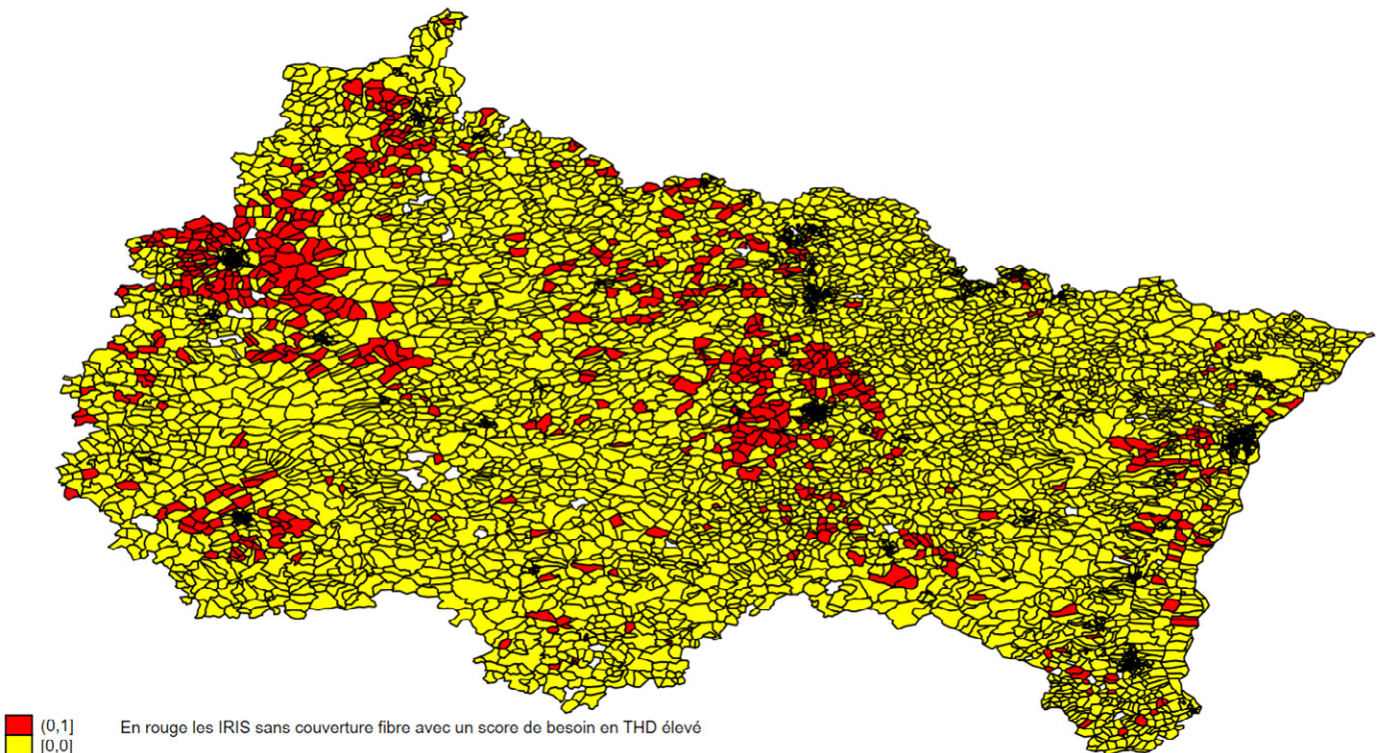 (0,1] En rouge les IRIS sans couverture fibre avec un score de besoin en THD élevé
[0,0]